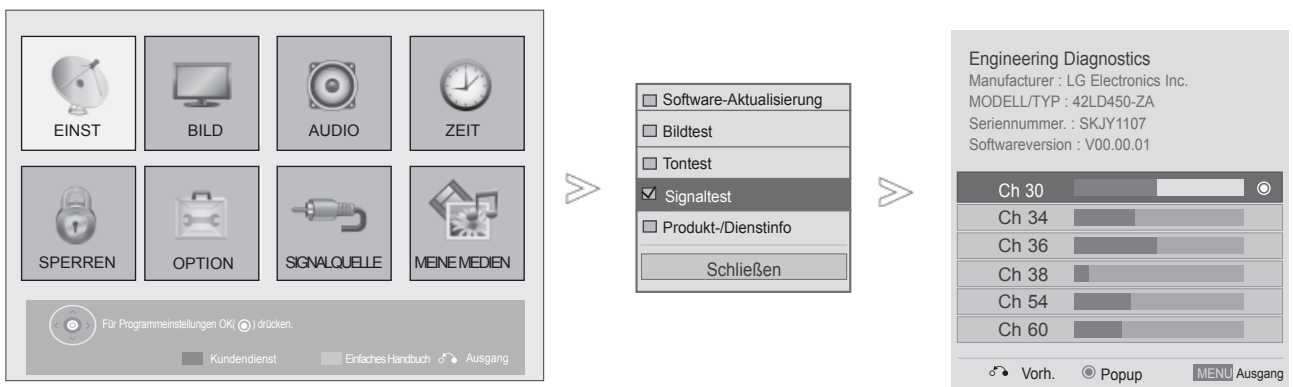 EINST
BILD
AUDIO
ZEIT
SPERREN
OPTION
SIGNALQUELLE
MEINE MEDIEN
Für Programmeinstellungen OK( ) drücken.
Kundendienst
Einfaches Handbuch
Ausgang
Software-Aktualisierung
Bildtest
Tontest
Signaltest
Produkt-/Dienstinfo
Schließen
Engineering Diagnostics
Manufacturer : LG Electronics Inc.
MODELL/TYP : 42LD450-ZA
Seriennummer. : SKJY1107
Softwareversion : V00.00.01
Ch 30
Ch 34
Ch 36
Ch 38
Ch 54
Ch 60
Vorh.
Popup
MENU Ausgang